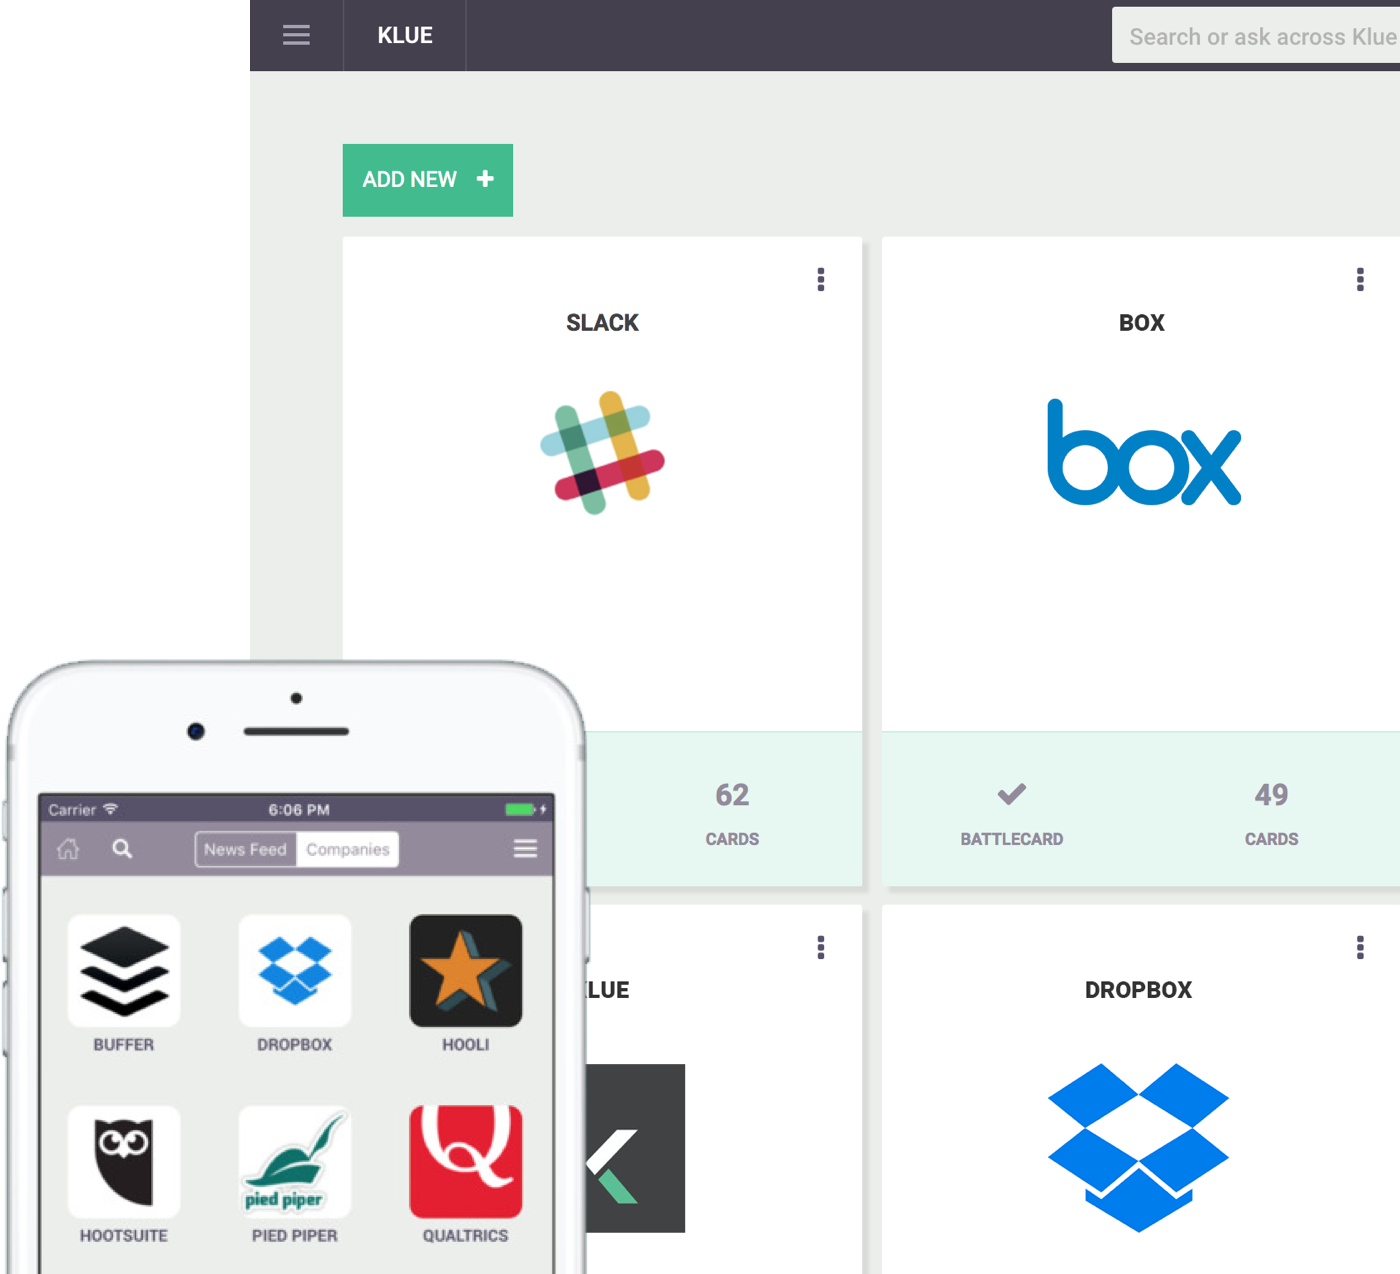 KLUE
Search or ask across Klue
ADD NEW
SLACK
BOX
box
62
CARDS
BATTLECARD
49
CARDS
DROPBOX
Carrier
6:06 PM
News Feed
Companies
BUFFER
DROPBOX
HOOLI
pied piper
Q
HOOTSUITE
PIED PIPER
QUALTRICS